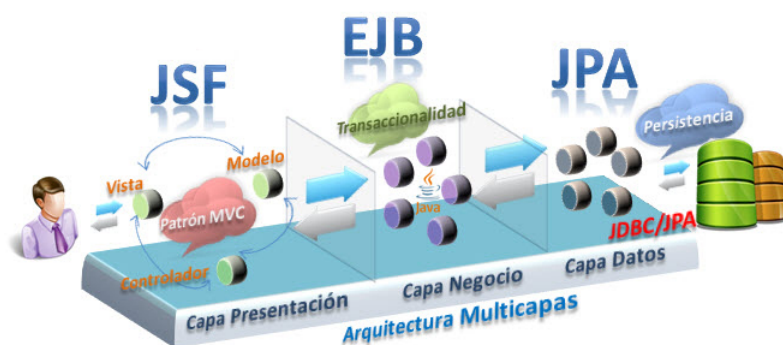 JSF
EJB
JPA
Transaccionalidad
Persistencia
Vista
Modelo
Patrón MVC
Controlador
Java
JDBC/JPA
Capa Presentación
Capa Negocio
Capa Datos
Arquitectura Multicapas